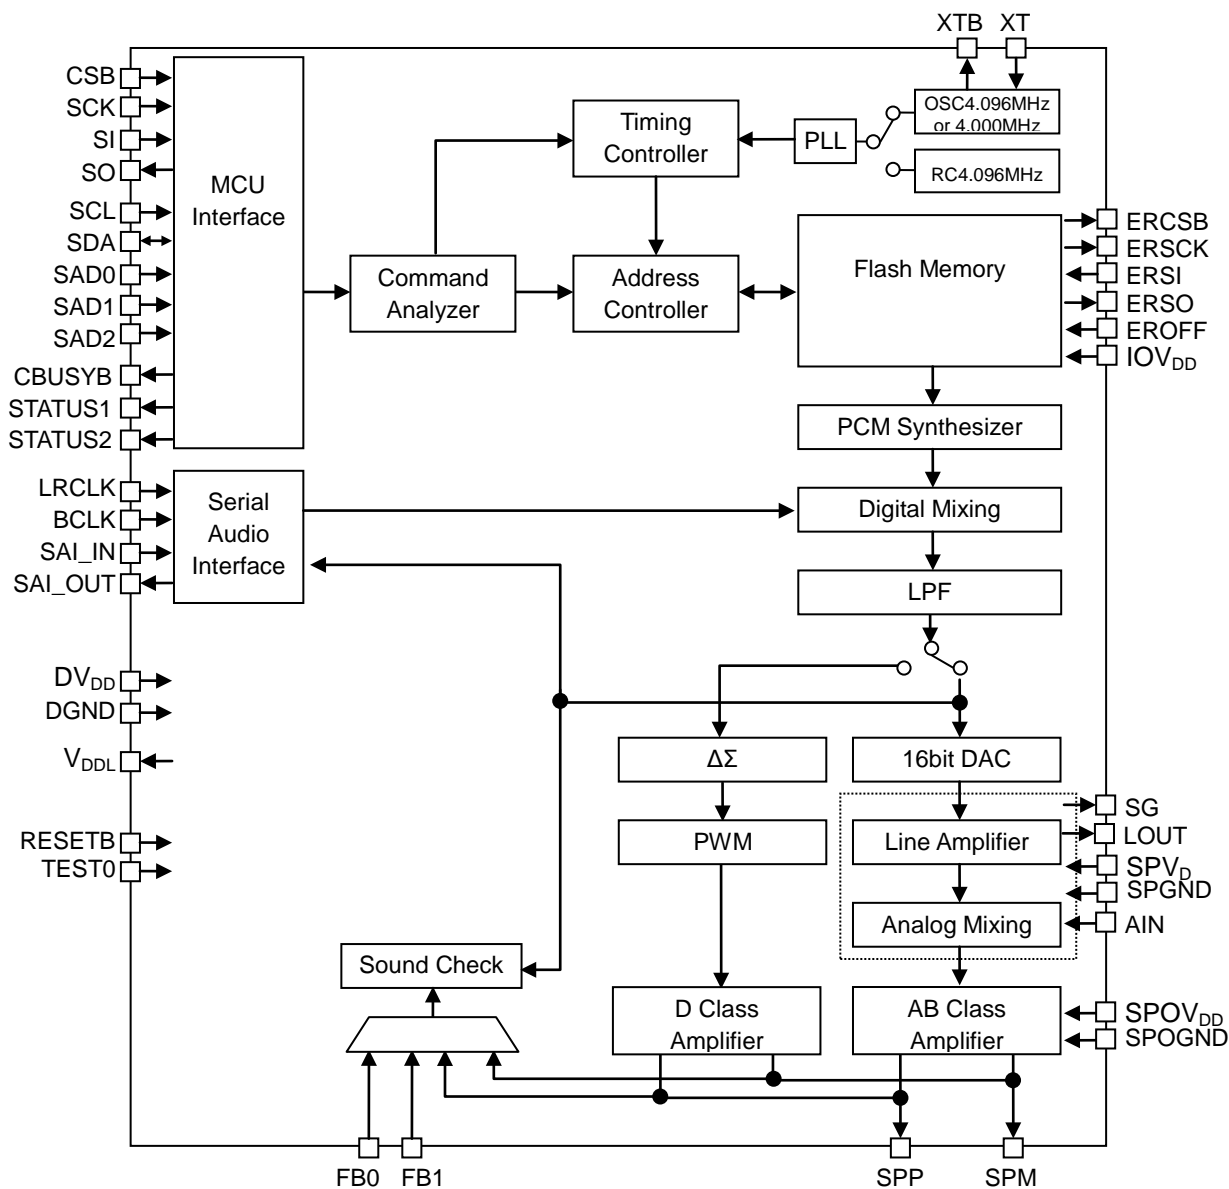 XTB
XT
CSB
SCK
SI
SO
SCL
SDA
SAD0
SAD1
SAD2
CBUSYB
STATUS1
STATUS2
MCU
Interface
Timing
Controller
PLL
OSC4.096MHz
or 4.000MHz
RC4.096MHz
Command
Analyzer
Address
Controller
Flash Memory
ERCSB
ERSCK
ERSI
ERSO
EROFF
IOVDD
PCM Synthesizer
LRCLK
BCLK
SAI_IN
SAI_OUT
Serial
Audio
Interface
Digital Mixing
LPF
DVDD
DGND
VDDL
RESETB
TEST0
ΔΣ
16bit DAC
PWM
Line Amplifier
Analog Mixing
SG
LOUT
SPVD
SPGND
AIN
Sound Check
D Class
Amplifier
AB Class
Amplifier
SPOVDD
SPOGND
FB0
FB1
SPP
SPM